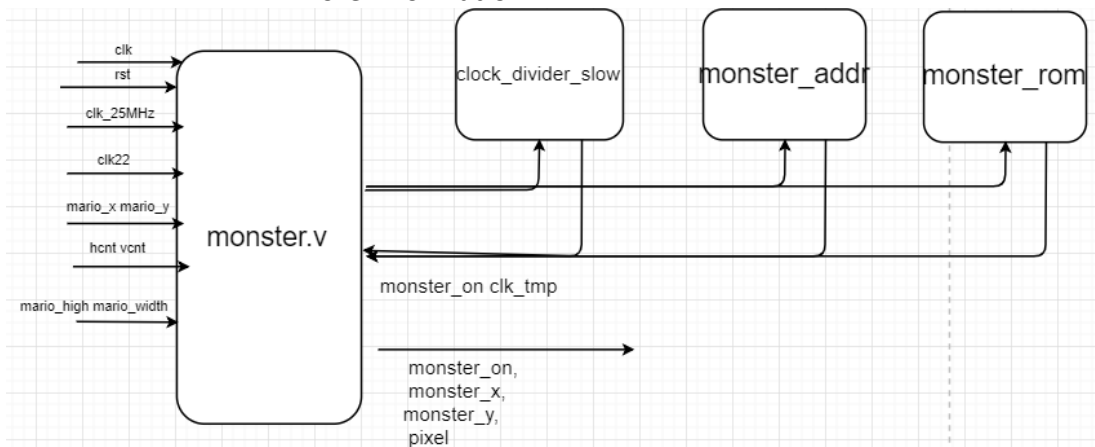 clk
rst
clk_25MHz
clk22
mario_x mario_y
hcnt vcnt
mario_high mario_width
monster.v
clock_divider_slow
monster_addr
monster_rom
monster_on clk_tmp
monster_on,
monster_x,
monster_y,
pixel